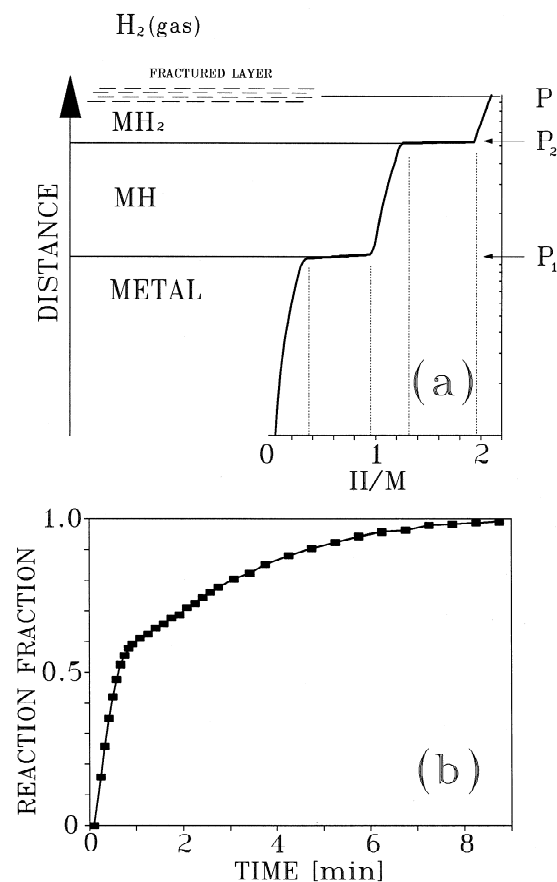 H₂(gas)
FRACTURED LAYER
P
MH₂
P₂
MH
P₁
METAL
DISTANCE
(a)
0 1 2
II/M
1.0
0.5
0
REACTION FRACTION
(b)
0 2 4 6 8
TIME [min]